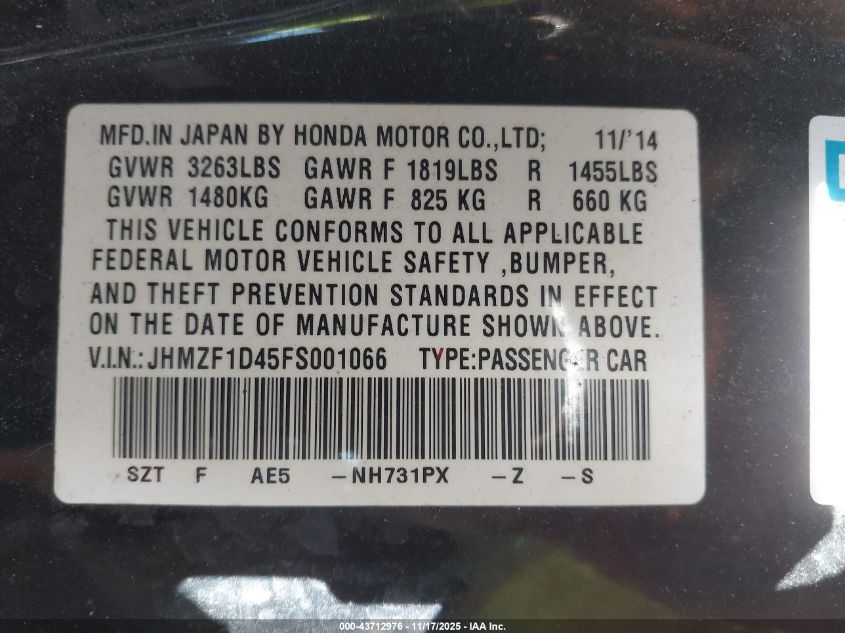 MFD.IN JAPAN BY HONDA MOTOR CO.,LTD; 11/'14
GVWR 3263LBS GAWR F 1819LBS R 1455LBS
GVWR 1480KG GAWR F 825 KG R 660 KG
THIS VEHICLE CONFORMS TO ALL APPLICABLE
FEDERAL MOTOR VEHICLE SAFETY ,BUMPER,
AND THEFT PREVENTION STANDARDS IN EFFECT
ON THE DATE OF MANUFACTURE SHOWN ABOVE.
V.I.N.:JHMZF1D45FS001066 TYPE:PASSENGER CAR
SZT F AE5 -NH731PX -Z -S
000-43712976 - 11/17/2025 - IAA Inc.